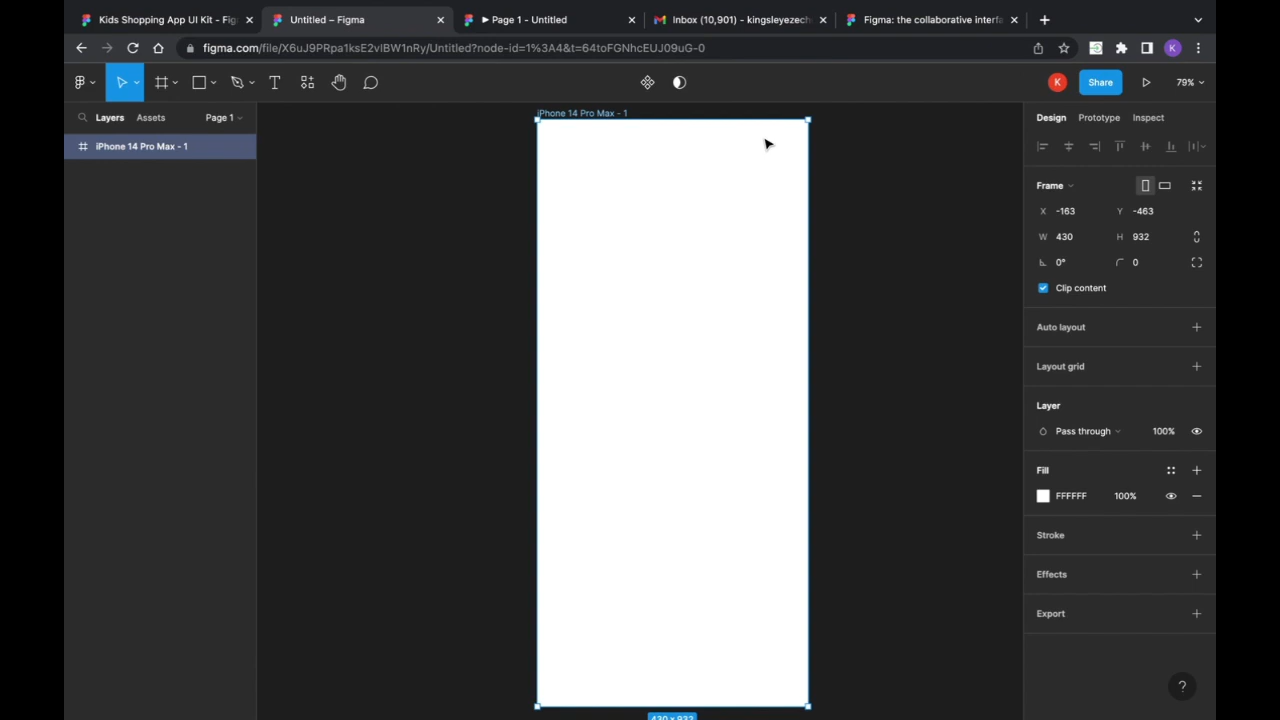 Kids Shopping App UI Kit - Fig
Untitled – Figma
Page 1 - Untitled
Inbox (10,901) - kingsleyezech
Figma: the collaborative interfa
figma.com/file/X6uJ9PRpa1ksE2vIBW1nRy/Untitled?node-id=1%3A4&t=64toFGNhcEUJ09uG-0
K
K
Share
79%
Layers
Assets
Page 1
iPhone 14 Pro Max - 1
iPhone 14 Pro Max - 1
430 × 932
Design
Prototype
Inspect
Frame
X -163
Y -463
W 430
H 932
0°
0
Clip content
Auto layout
Layout grid
Layer
Pass through
100%
Fill
FFFFFF
100%
Stroke
Effects
Export
?